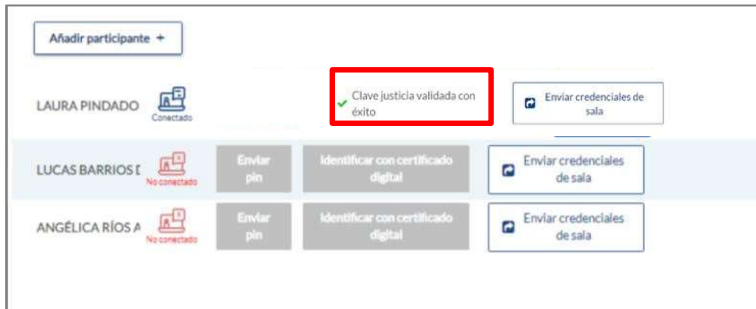 Añadir participante +
LAURA PINDADO
Conectado
Clave justicia validada con
éxito
Enviar credenciales de
sala
LUCAS BARRIOS D
No conectado
Enviar
pin
Identificar con certificado
digital
Enviar credenciales
de sala
ANGÉLICA RÍOS A
No conectado
Enviar
pin
Identificar con certificado
digital
Enviar credenciales
de sala